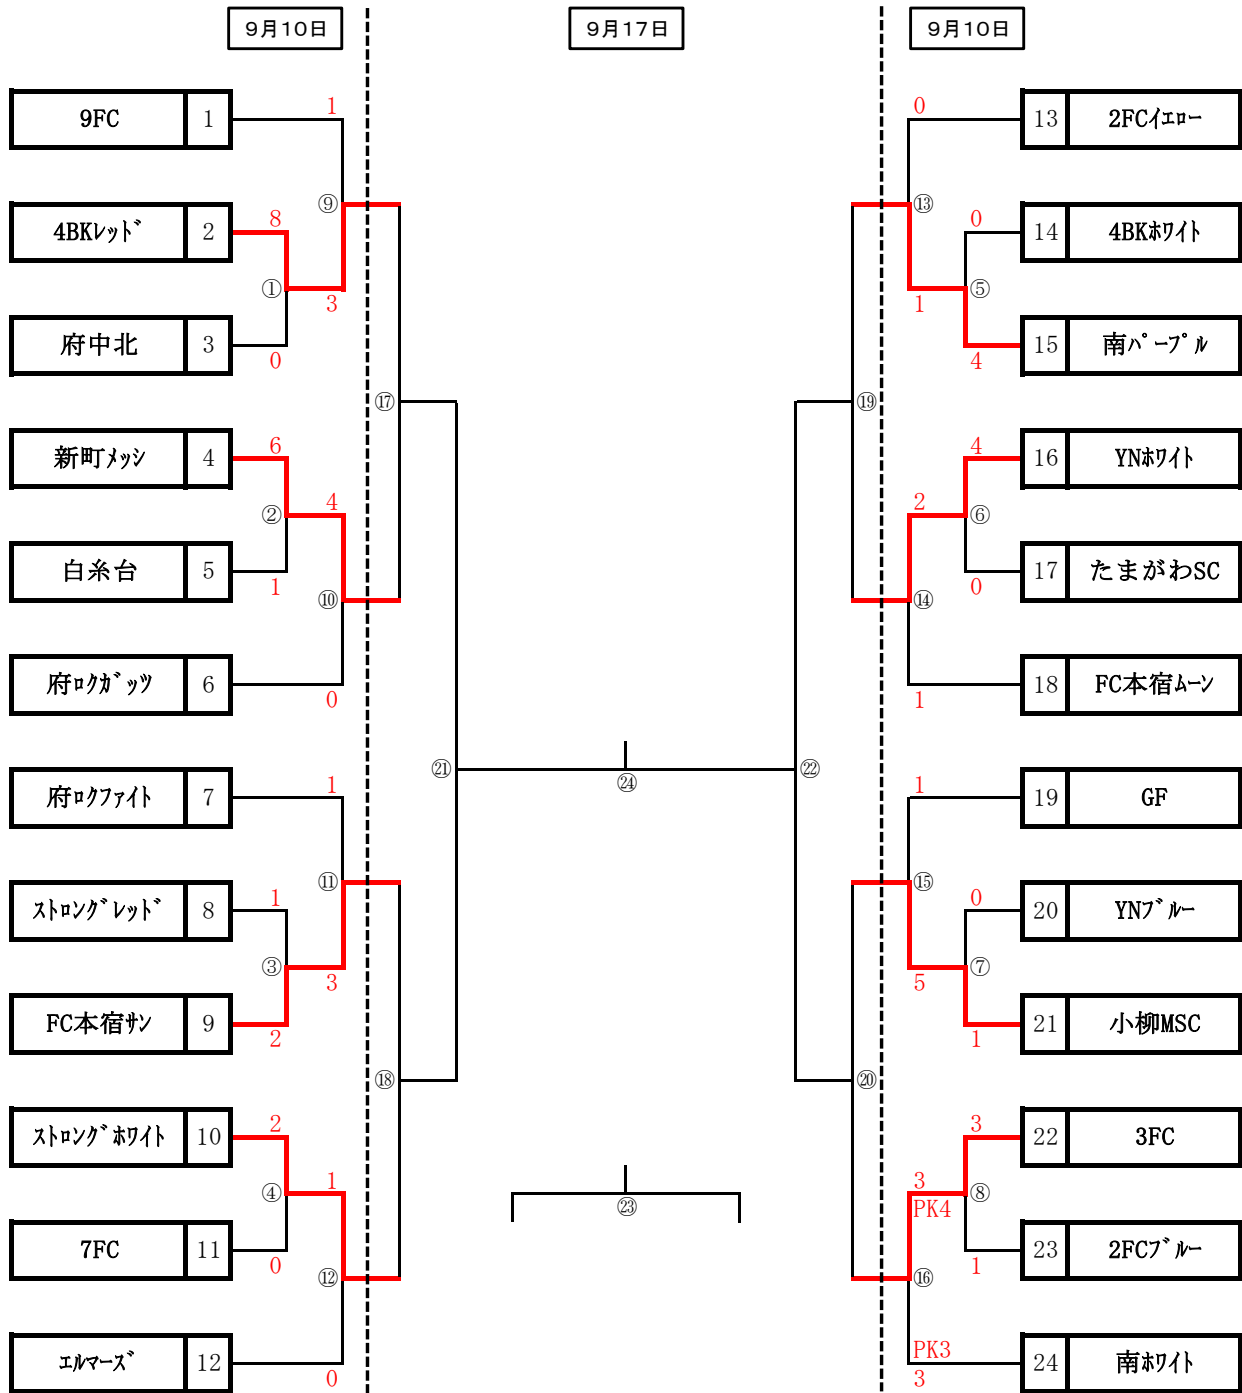 9月10日
9月17日
9月10日
9FC 1
1
0
13 2FCイエロー
⑨
⑬
4BKレッド 2
8
0
14 4BKホワイト
①
3
1
⑤
府中北 3
0
4
15 南パープル
⑰
⑲
新町メッシ 4
6
4
16 YNホワイト
②
4
2
⑥
白糸台 5
1
0
17 たまがわSC
⑩
⑭
府ロクガッツ 6
0
1
18 FC本宿ムーン
㉑
㉔
㉒
府ロクファイト 7
1
1
19 GF
⑪
⑮
ストロングレッド 8
1
0
20 YNブルー
③
3
5
⑦
FC本宿サン 9
2
1
21 小柳MSC
⑱
⑳
ストロングホワイト 10
2
3
22 3FC
④
1
3
PK4
⑧
㉓
7FC 11
0
1
23 2FCブルー
⑫
⑯
エルマーズ 12
0
PK3
3
24 南ホワイト